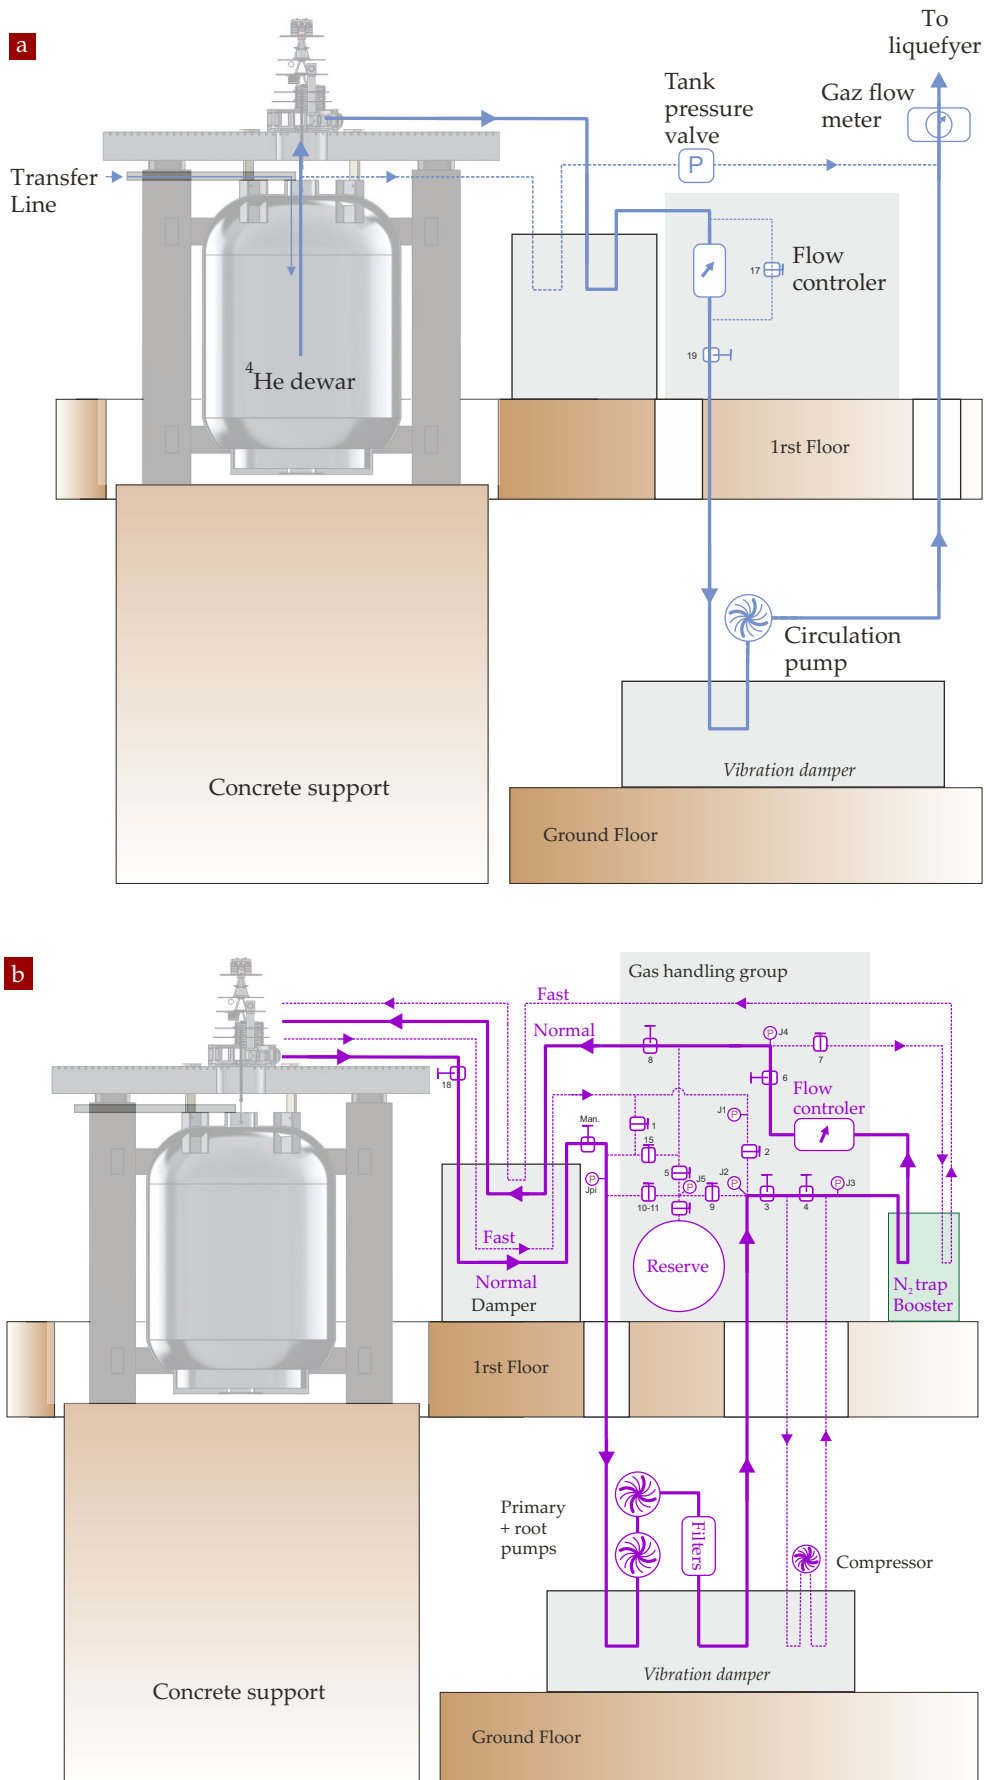 a
To
liquefyer
Tank
pressure
valve
Gaz flow
meter
P
Transfer
Line
17
Flow
controler
19
4He dewar
1rst Floor
Circulation
pump
Vibration damper
Concrete support
Ground Floor
b
Gas handling group
Fast
Normal
P J4
8
7
18
6
Flow
controler
Man.
1
J1 P
15
2
5
J5
P
J2
P
P J3
P
Jpi
10-11
9
3
4
Fast
Reserve
Normal
Damper
N2 trap
Booster
1rst Floor
Primary
+ root
pumps
Filters
Compressor
Vibration damper
Concrete support
Ground Floor